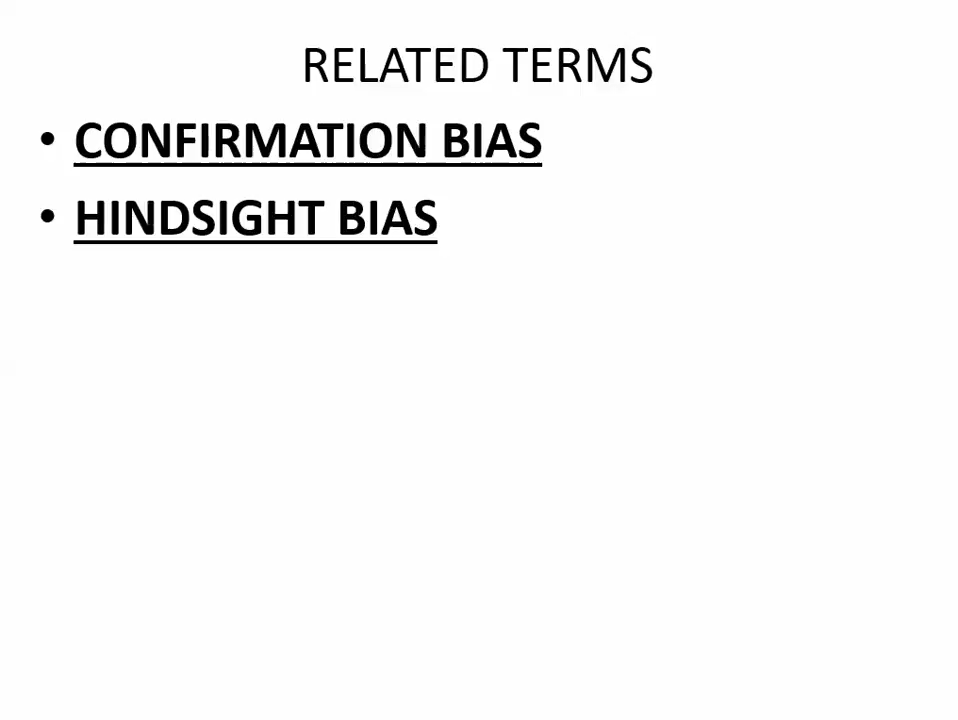 RELATED TERMS
• CONFIRMATION BIAS
• HINDSIGHT BIAS